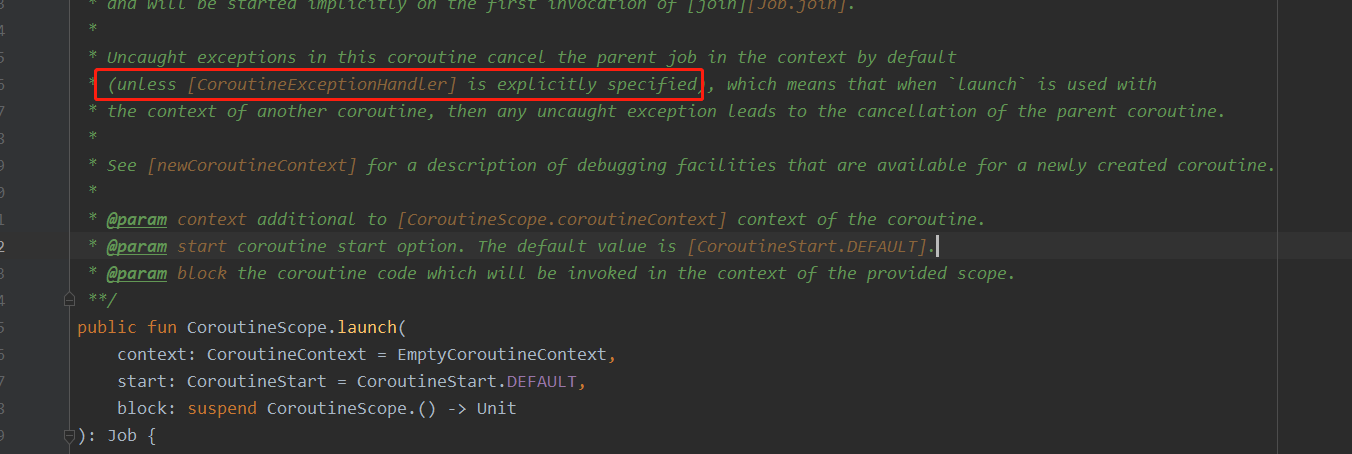 * and will be started implicitly on the first invocation of [join][Job.join].
*
* Uncaught exceptions in this coroutine cancel the parent job in the context by default
* (unless [CoroutineExceptionHandler] is explicitly specified), which means that when `launch` is used with
* the context of another coroutine, then any uncaught exception leads to the cancellation of the parent coroutine.
*
* See [newCoroutineContext] for a description of debugging facilities that are available for a newly created coroutine.
*
* @param context additional to [CoroutineScope.coroutineContext] context of the coroutine.
* @param start coroutine start option. The default value is [CoroutineStart.DEFAULT].
* @param block the coroutine code which will be invoked in the context of the provided scope.
**/
public fun CoroutineScope.launch(
context: CoroutineContext = EmptyCoroutineContext,
start: CoroutineStart = CoroutineStart.DEFAULT,
block: suspend CoroutineScope.() -> Unit
): Job {